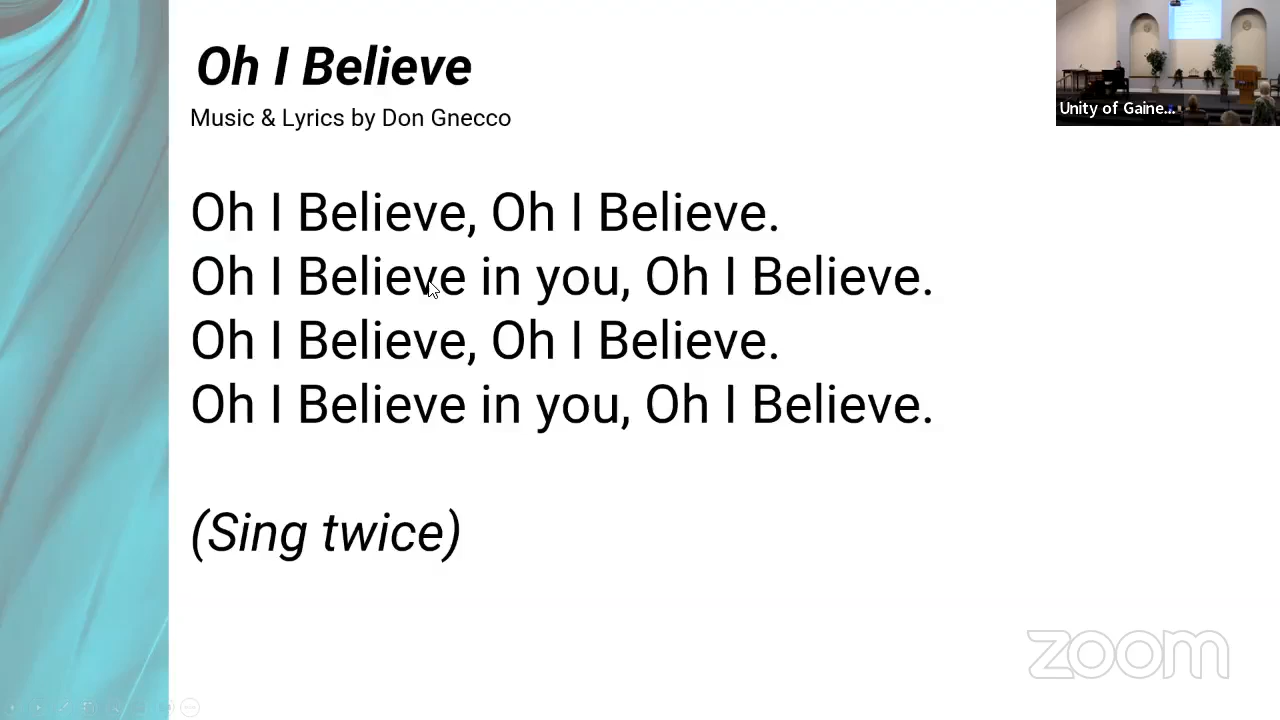 Oh I Believe
Music & Lyrics by Don Gnecco
Unity of Gaine...
Oh I Believe, Oh I Believe.
Oh I Believe in you, Oh I Believe.
Oh I Believe, Oh I Believe.
Oh I Believe in you, Oh I Believe.
(Sing twice)
zoom